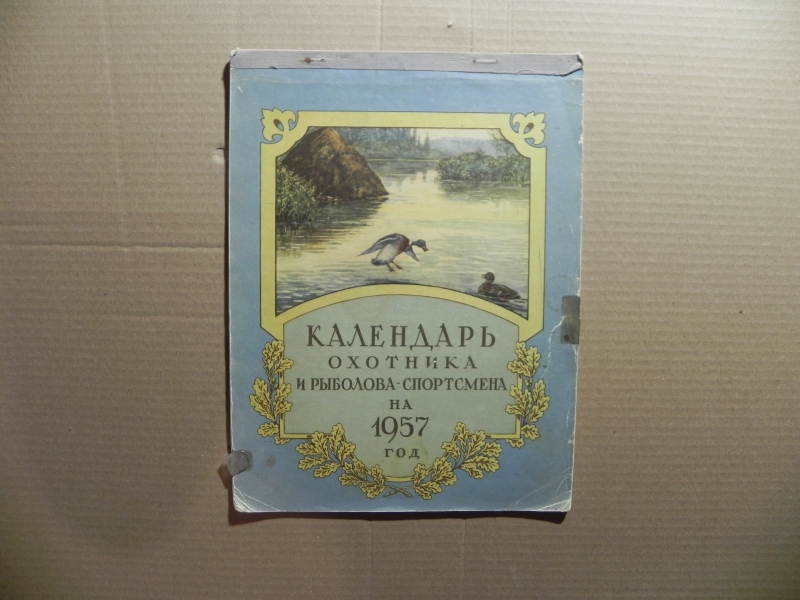 КАЛЕНДАРЬ
ОХОТНИКА
И РЫБОЛОВА-СПОРТСМЕНА
НА
1957
ГОД